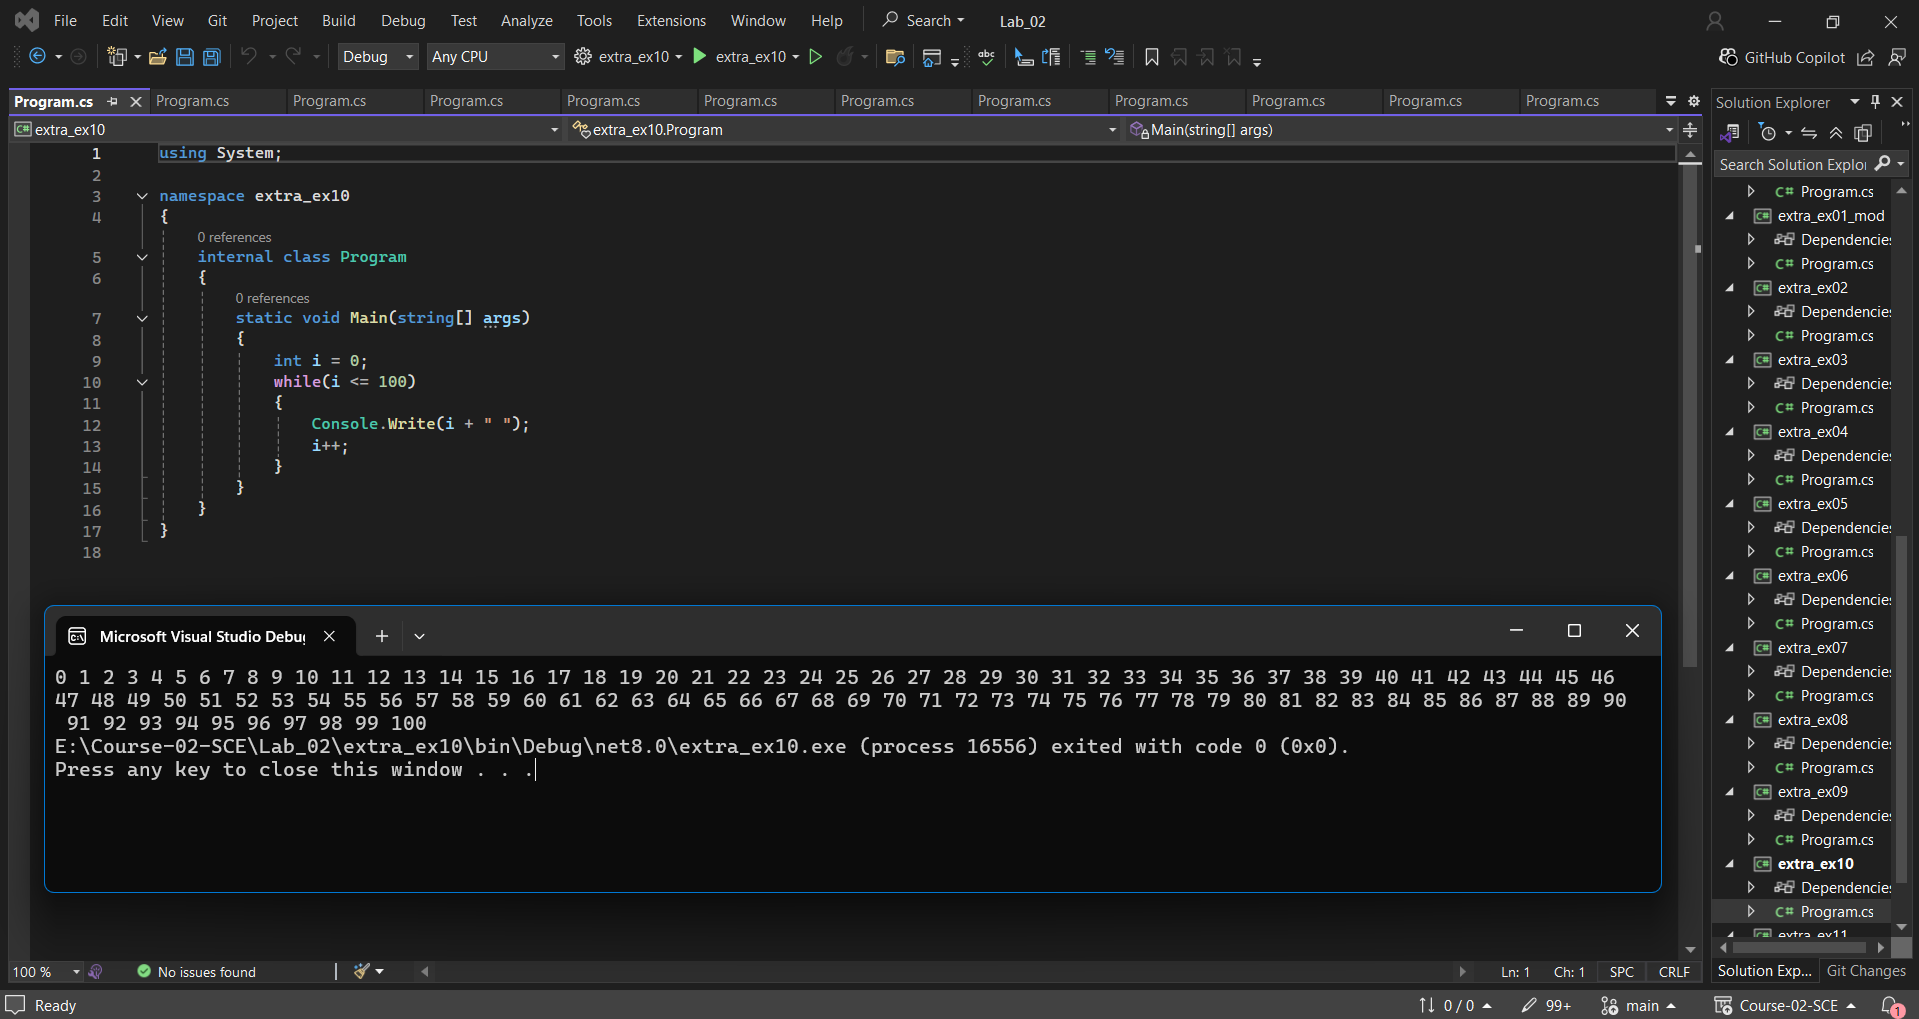 File Edit View Git Project Build Debug Test Analyze Tools Extensions Window Help Search Lab_02
Debug Any CPU extra_ex10 extra_ex10 GitHub Copilot
Program.cs Program.cs Program.cs Program.cs Program.cs Program.cs Program.cs Program.cs Program.cs Program.cs Program.cs Program.cs
extra_ex10 extra_ex10.Program Main(string[] args)
1 using System;
2
3 namespace extra_ex10
4 {
0 references
5 internal class Program
6 {
0 references
7 static void Main(string[] args)
8 {
9 int i = 0;
10 while(i <= 100)
11 {
12 Console.Write(i + " ");
13 i++;
14 }
15 }
16 }
17 }
18
Microsoft Visual Studio Debug
0 1 2 3 4 5 6 7 8 9 10 11 12 13 14 15 16 17 18 19 20 21 22 23 24 25 26 27 28 29 30 31 32 33 34 35 36 37 38 39 40 41 42 43 44 45 46
47 48 49 50 51 52 53 54 55 56 57 58 59 60 61 62 63 64 65 66 67 68 69 70 71 72 73 74 75 76 77 78 79 80 81 82 83 84 85 86 87 88 89 90
91 92 93 94 95 96 97 98 99 100
E:\Course-02-SCE\Lab_02\extra_ex10\bin\Debug\net8.0\extra_ex10.exe (process 16556) exited with code 0 (0x0).
Press any key to close this window . . .
Solution Explorer
Search Solution Explo
C# Program.cs
C# extra_ex01_mod
Dependencies
C# Program.cs
C# extra_ex02
Dependencies
C# Program.cs
C# extra_ex03
Dependencies
C# Program.cs
C# extra_ex04
Dependencies
C# Program.cs
C# extra_ex05
Dependencies
C# Program.cs
C# extra_ex06
Dependencies
C# Program.cs
C# extra_ex07
Dependencies
C# Program.cs
C# extra_ex08
Dependencies
C# Program.cs
C# extra_ex09
Dependencies
C# Program.cs
C# extra_ex10
Dependencies
C# Program.cs
C# extra_ex11
Solution Exp... Git Changes
100 % No issues found Ln: 1 Ch: 1 SPC CRLF
Ready 0 / 0 99+ main Course-02-SCE 1